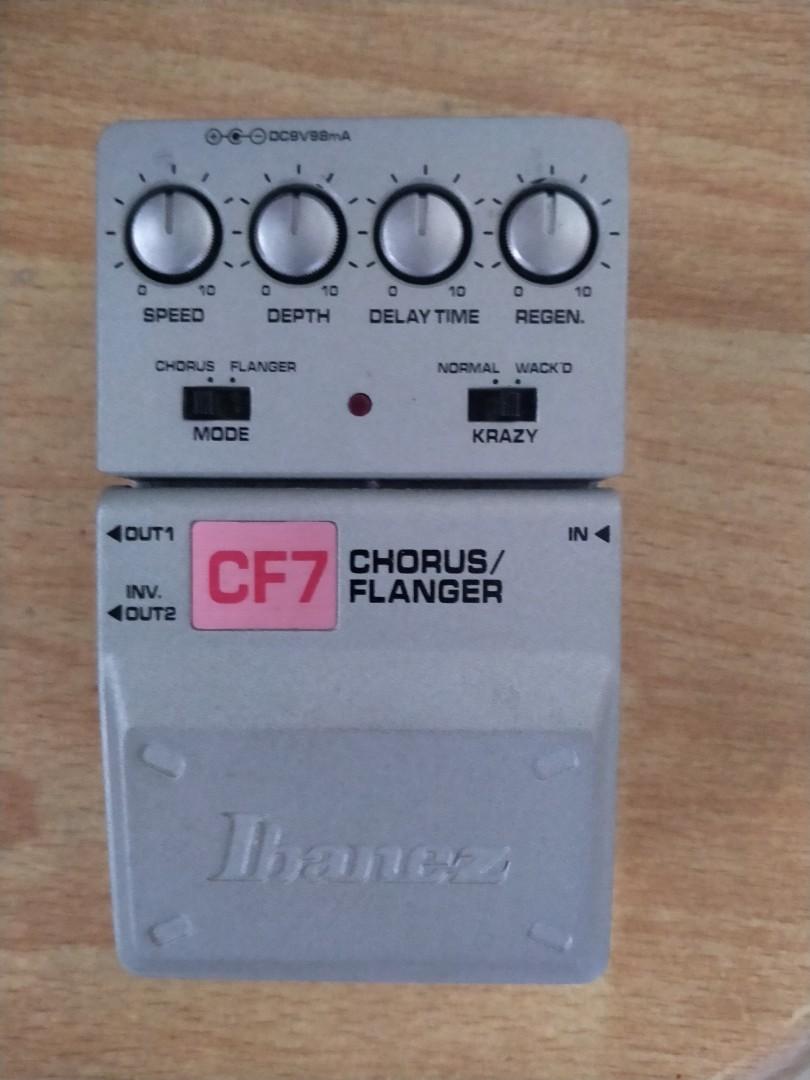 DC9V98mA
0 10 0 10 0 10 0 10
SPEED DEPTH DELAY TIME REGEN.
CHORUS FLANGER NORMAL WACK'D
MODE KRAZY
OUT1
INV.
OUT2
CF7
CHORUS/
FLANGER
IN
Ibanez